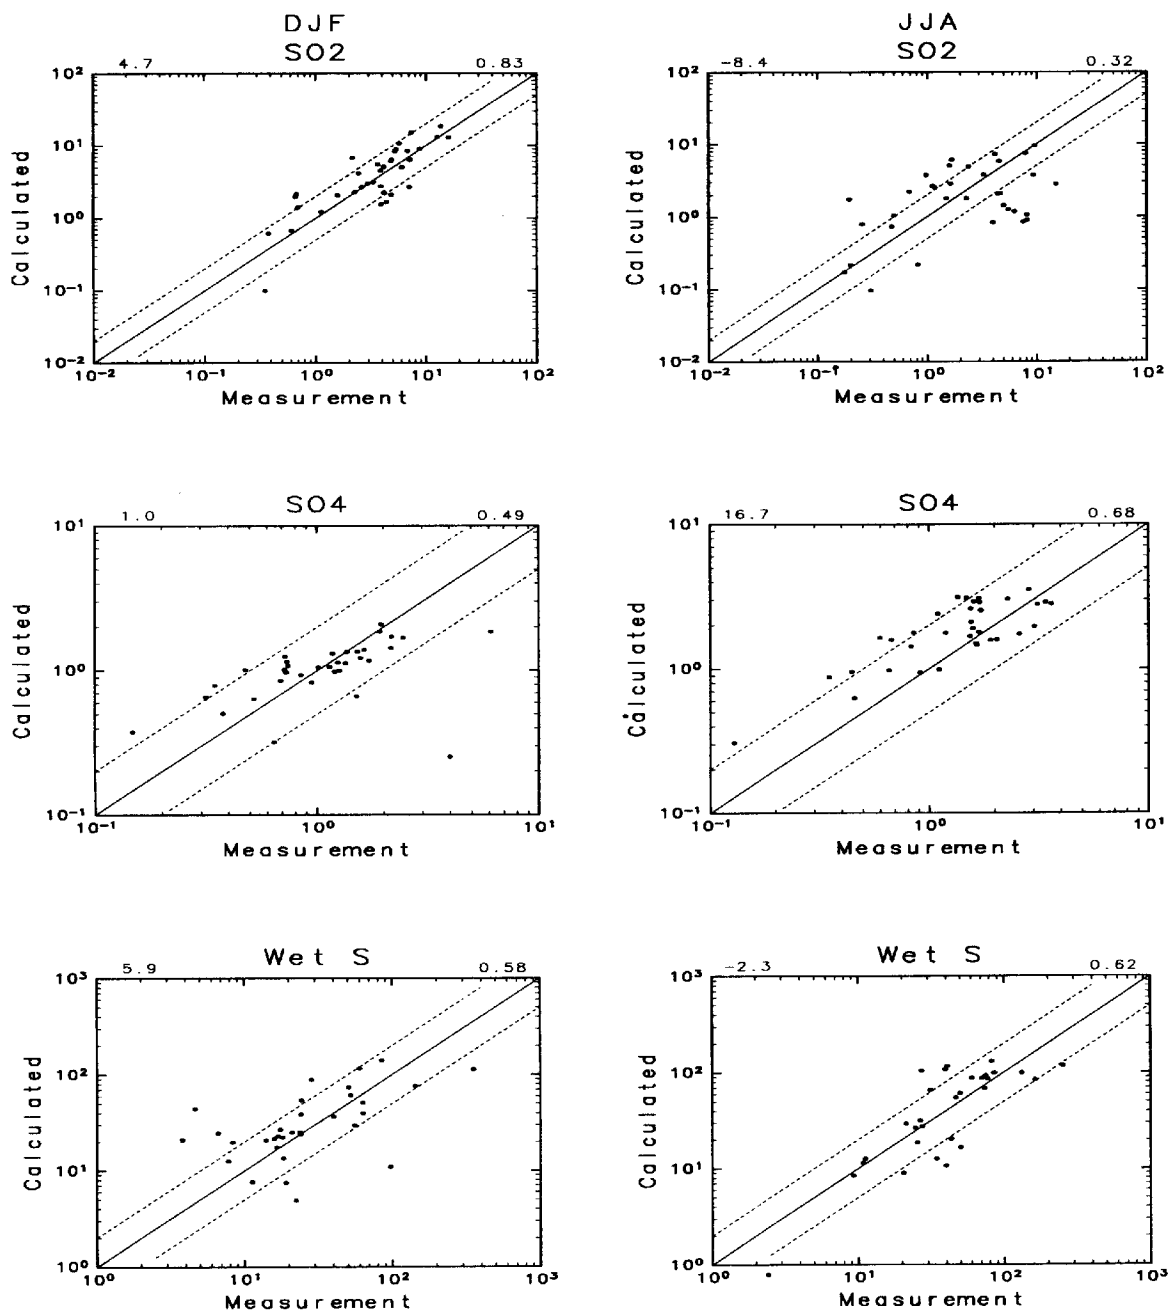 DJF
SO2
4.7 0.83
10² 10¹ 10⁰ 10⁻¹ 10⁻²
Calculated
10⁻² 10⁻¹ 10⁰ 10¹ 10²
Measurement
JJA
SO2
-8.4 0.32
10² 10¹ 10⁰ 10⁻¹ 10⁻²
Calculated
10⁻² 10⁻¹ 10⁰ 10¹ 10²
Measurement
SO4
1.0 0.49
10¹ 10⁰ 10⁻¹
Calculated
10⁻¹ 10⁰ 10¹
Measurement
SO4
16.7 0.68
10¹ 10⁰ 10⁻¹
Calculated
10⁻¹ 10⁰ 10¹
Measurement
Wet S
5.9 0.58
10³ 10² 10¹ 10⁰
Calculated
10⁰ 10¹ 10² 10³
Measurement
Wet S
-2.3 0.62
10³ 10² 10¹ 10⁰
Calculated
10⁰ 10¹ 10² 10³
Measurement